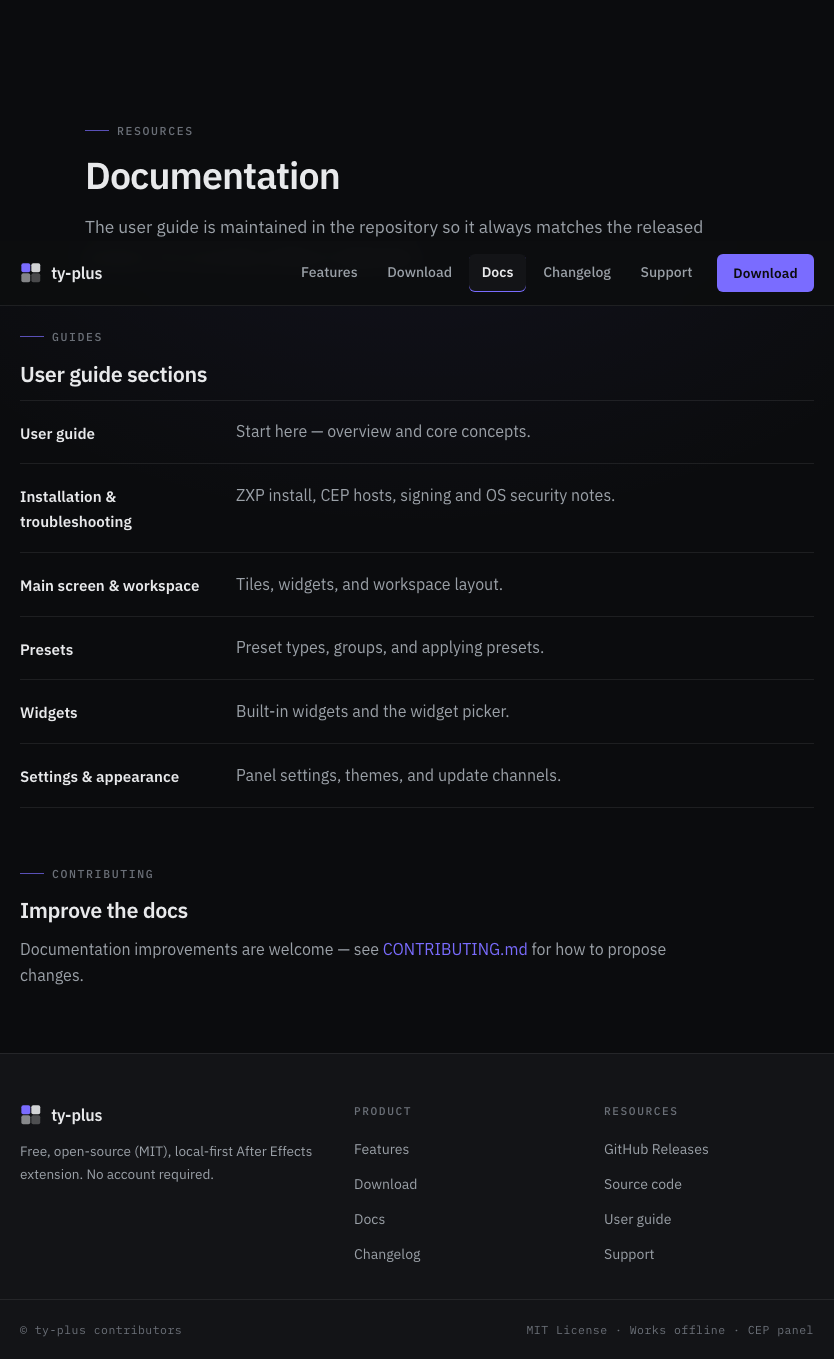 RESOURCES
Documentation
The user guide is maintained in the repository so it always matches the released
ty-plus
Features Download Docs Changelog Support Download
GUIDES
User guide sections
User guide Start here — overview and core concepts.
Installation & ZXP install, CEP hosts, signing and OS security notes.
troubleshooting
Main screen & workspace Tiles, widgets, and workspace layout.
Presets Preset types, groups, and applying presets.
Widgets Built-in widgets and the widget picker.
Settings & appearance Panel settings, themes, and update channels.
CONTRIBUTING
Improve the docs
Documentation improvements are welcome — see CONTRIBUTING.md for how to propose
changes.
ty-plus
Free, open-source (MIT), local-first After Effects
extension. No account required.
PRODUCT
Features
Download
Docs
Changelog
RESOURCES
GitHub Releases
Source code
User guide
Support
© ty-plus contributors
MIT License · Works offline · CEP panel